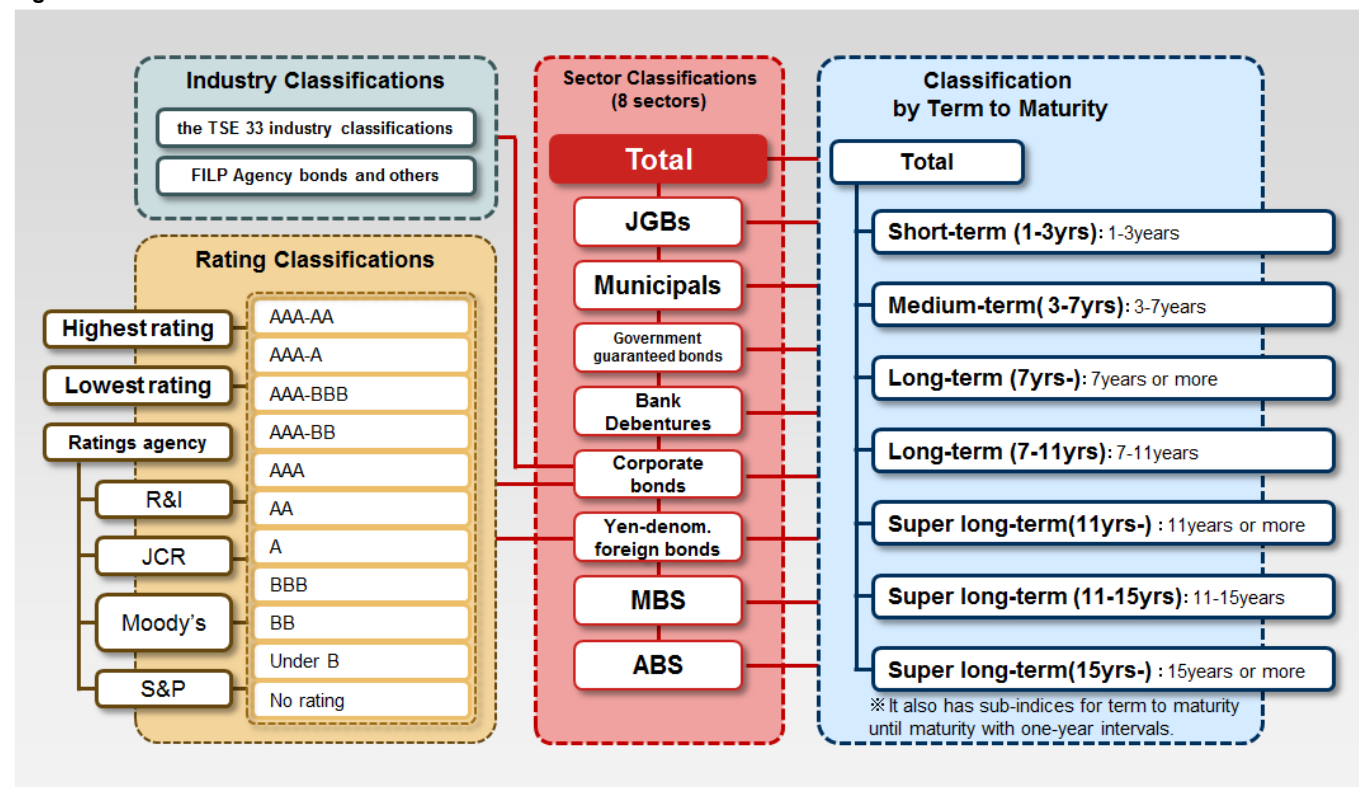 Industry Classifications
the TSE 33 industry classifications
FILP Agency bonds and others
Rating Classifications
Highest rating
Lowest rating
Ratings agency
R&I
JCR
Moody's
S&P
AAA-AA
AAA-A
AAA-BBB
AAA-BB
AAA
AA
A
BBB
BB
Under B
No rating
Sector Classifications
(8 sectors)
Total
JGBs
Municipals
Government
guaranteed bonds
Bank
Debentures
Corporate
bonds
Yen-denom.
foreign bonds
MBS
ABS
Classification
by Term to Maturity
Total
Short-term (1-3yrs): 1-3years
Medium-term( 3-7yrs): 3-7years
Long-term (7yrs-): 7years or more
Long-term (7-11yrs): 7-11years
Super long-term(11yrs-) : 11years or more
Super long-term (11-15yrs): 11-15years
Super long-term(15yrs-) : 15years or more
※It also has sub-indices for term to maturity
until maturity with one-year intervals.